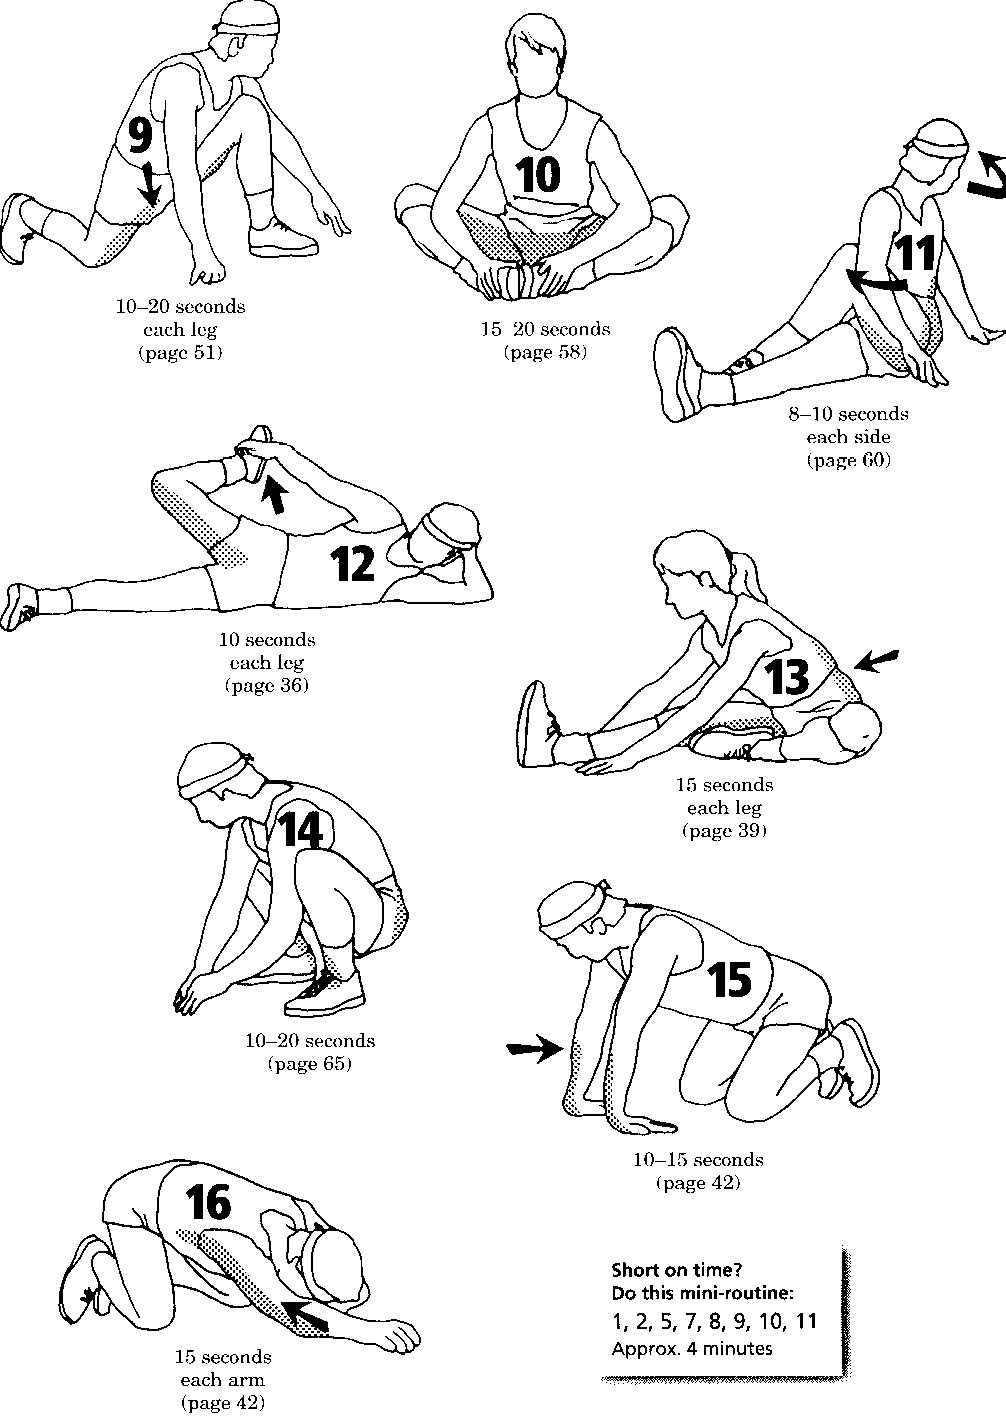 9
10–20 seconds
each leg
(page 51)
10
15 20 seconds
(page 58)
11
8–10 seconds
each side
(page 60)
12
10 seconds
each leg
(page 36)
13
15 seconds
each leg
(page 39)
14
10–20 seconds
(page 65)
15
10–15 seconds
(page 42)
16
15 seconds
each arm
(page 42)
Short on time?
Do this mini-routine:
1, 2, 5, 7, 8, 9, 10, 11
Approx. 4 minutes